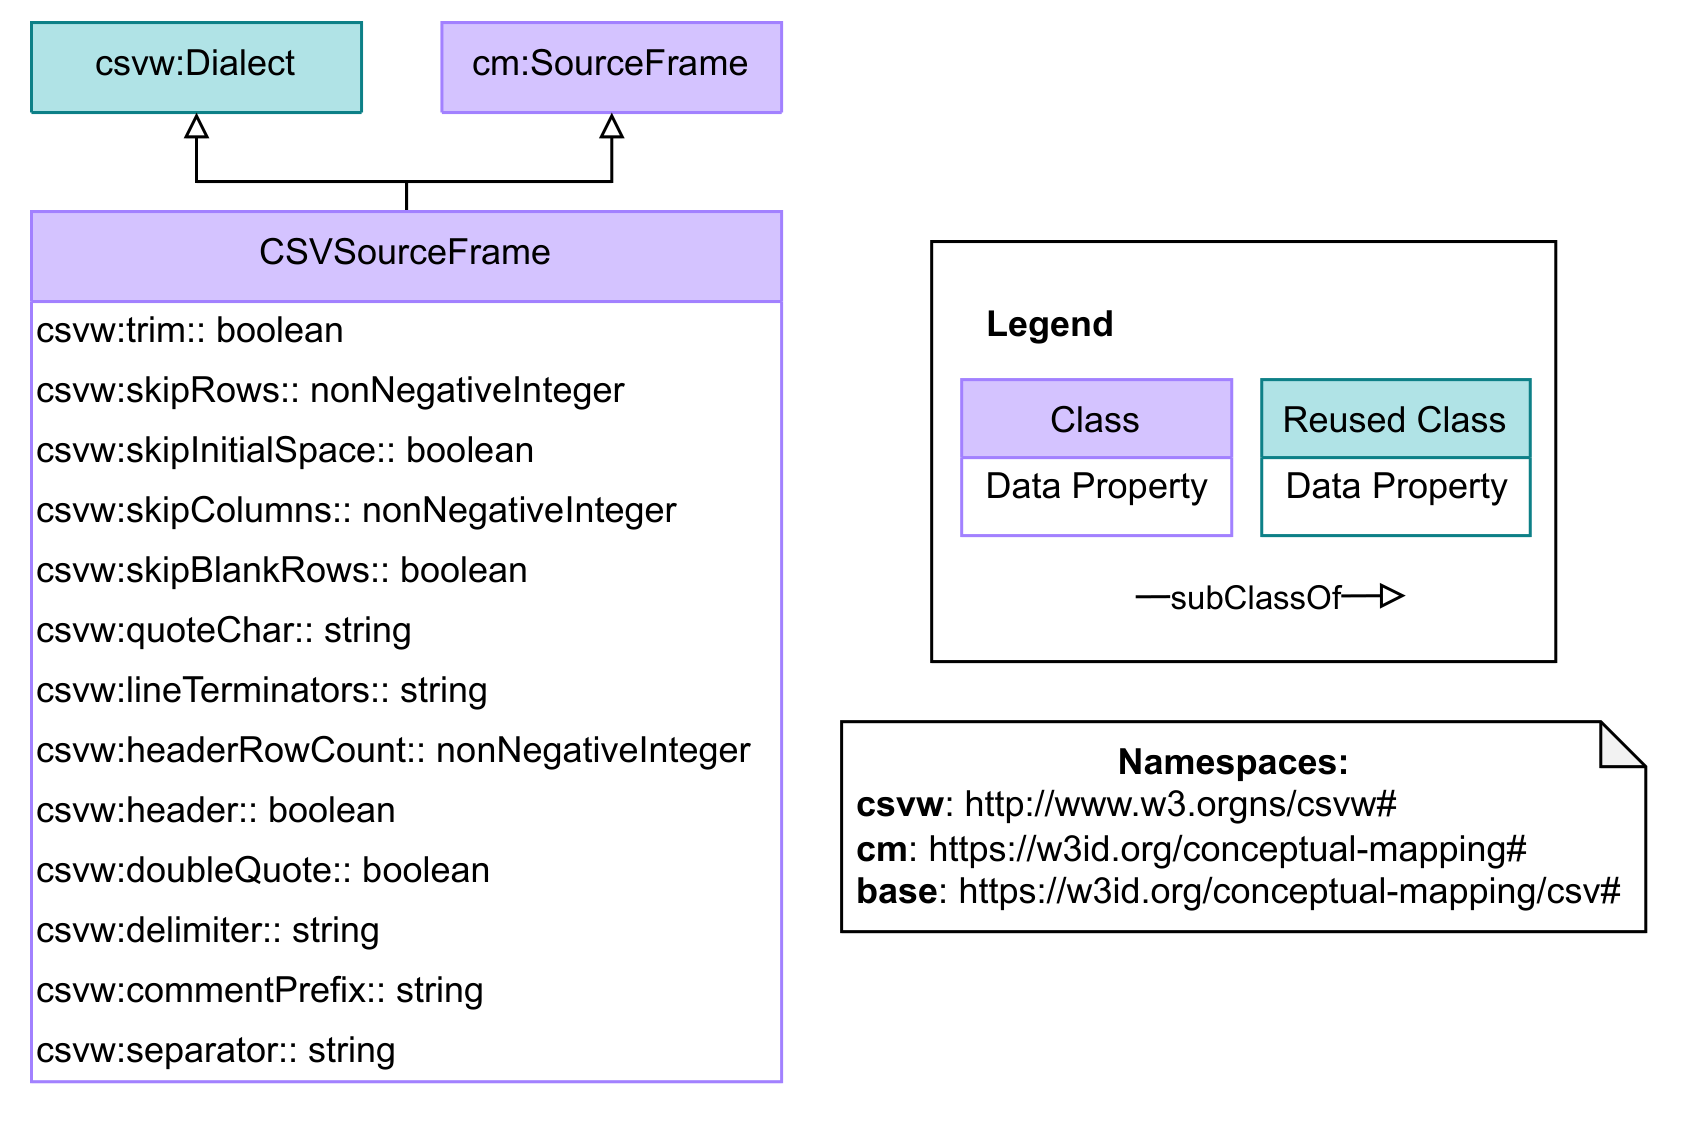 csvw:Dialect
cm:SourceFrame
CSVSourceFrame
csvw:trim:: boolean
csvw:skipRows:: nonNegativeInteger
csvw:skipInitialSpace:: boolean
csvw:skipColumns:: nonNegativeInteger
csvw:skipBlankRows:: boolean
csvw:quoteChar:: string
csvw:lineTerminators:: string
csvw:headerRowCount:: nonNegativeInteger
csvw:header:: boolean
csvw:doubleQuote:: boolean
csvw:delimiter:: string
csvw:commentPrefix:: string
csvw:separator:: string
Legend
Class
Data Property
Reused Class
Data Property
subClassOf
Namespaces:
csvw: http://www.w3.orgns/csvw#
cm: https://w3id.org/conceptual-mapping#
base: https://w3id.org/conceptual-mapping/csv#